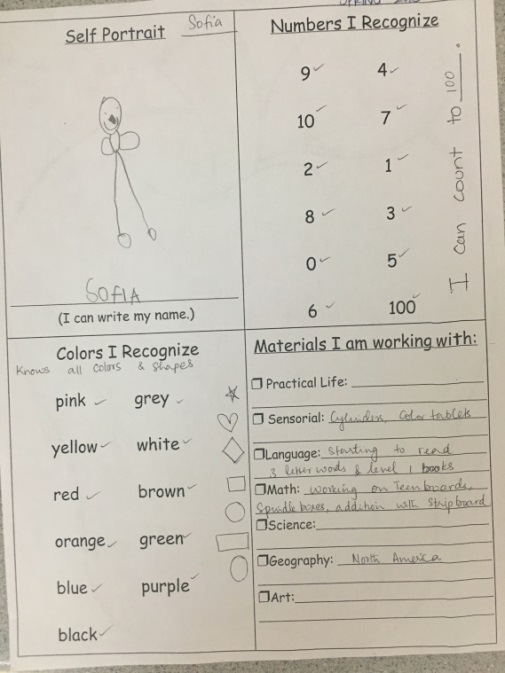 Self Portrait Sofia
SOFIA
(I can write my name.)
Numbers I Recognize
9 4
10 7
2 1
8 3
0 5
6 100
I can count to 100.
Colors I Recognize
Knows all colors & shapes
pink grey
yellow white
red brown
orange green
blue purple
black
Materials I am working with:
Practical Life:
Sensorial: Cylinders, Color tablets
Language: starting to read
3 letter words & level 1 books
Math: working on Teen boards,
Spindle boxes, addition with strip board
Science:
Geography: North America
Art: